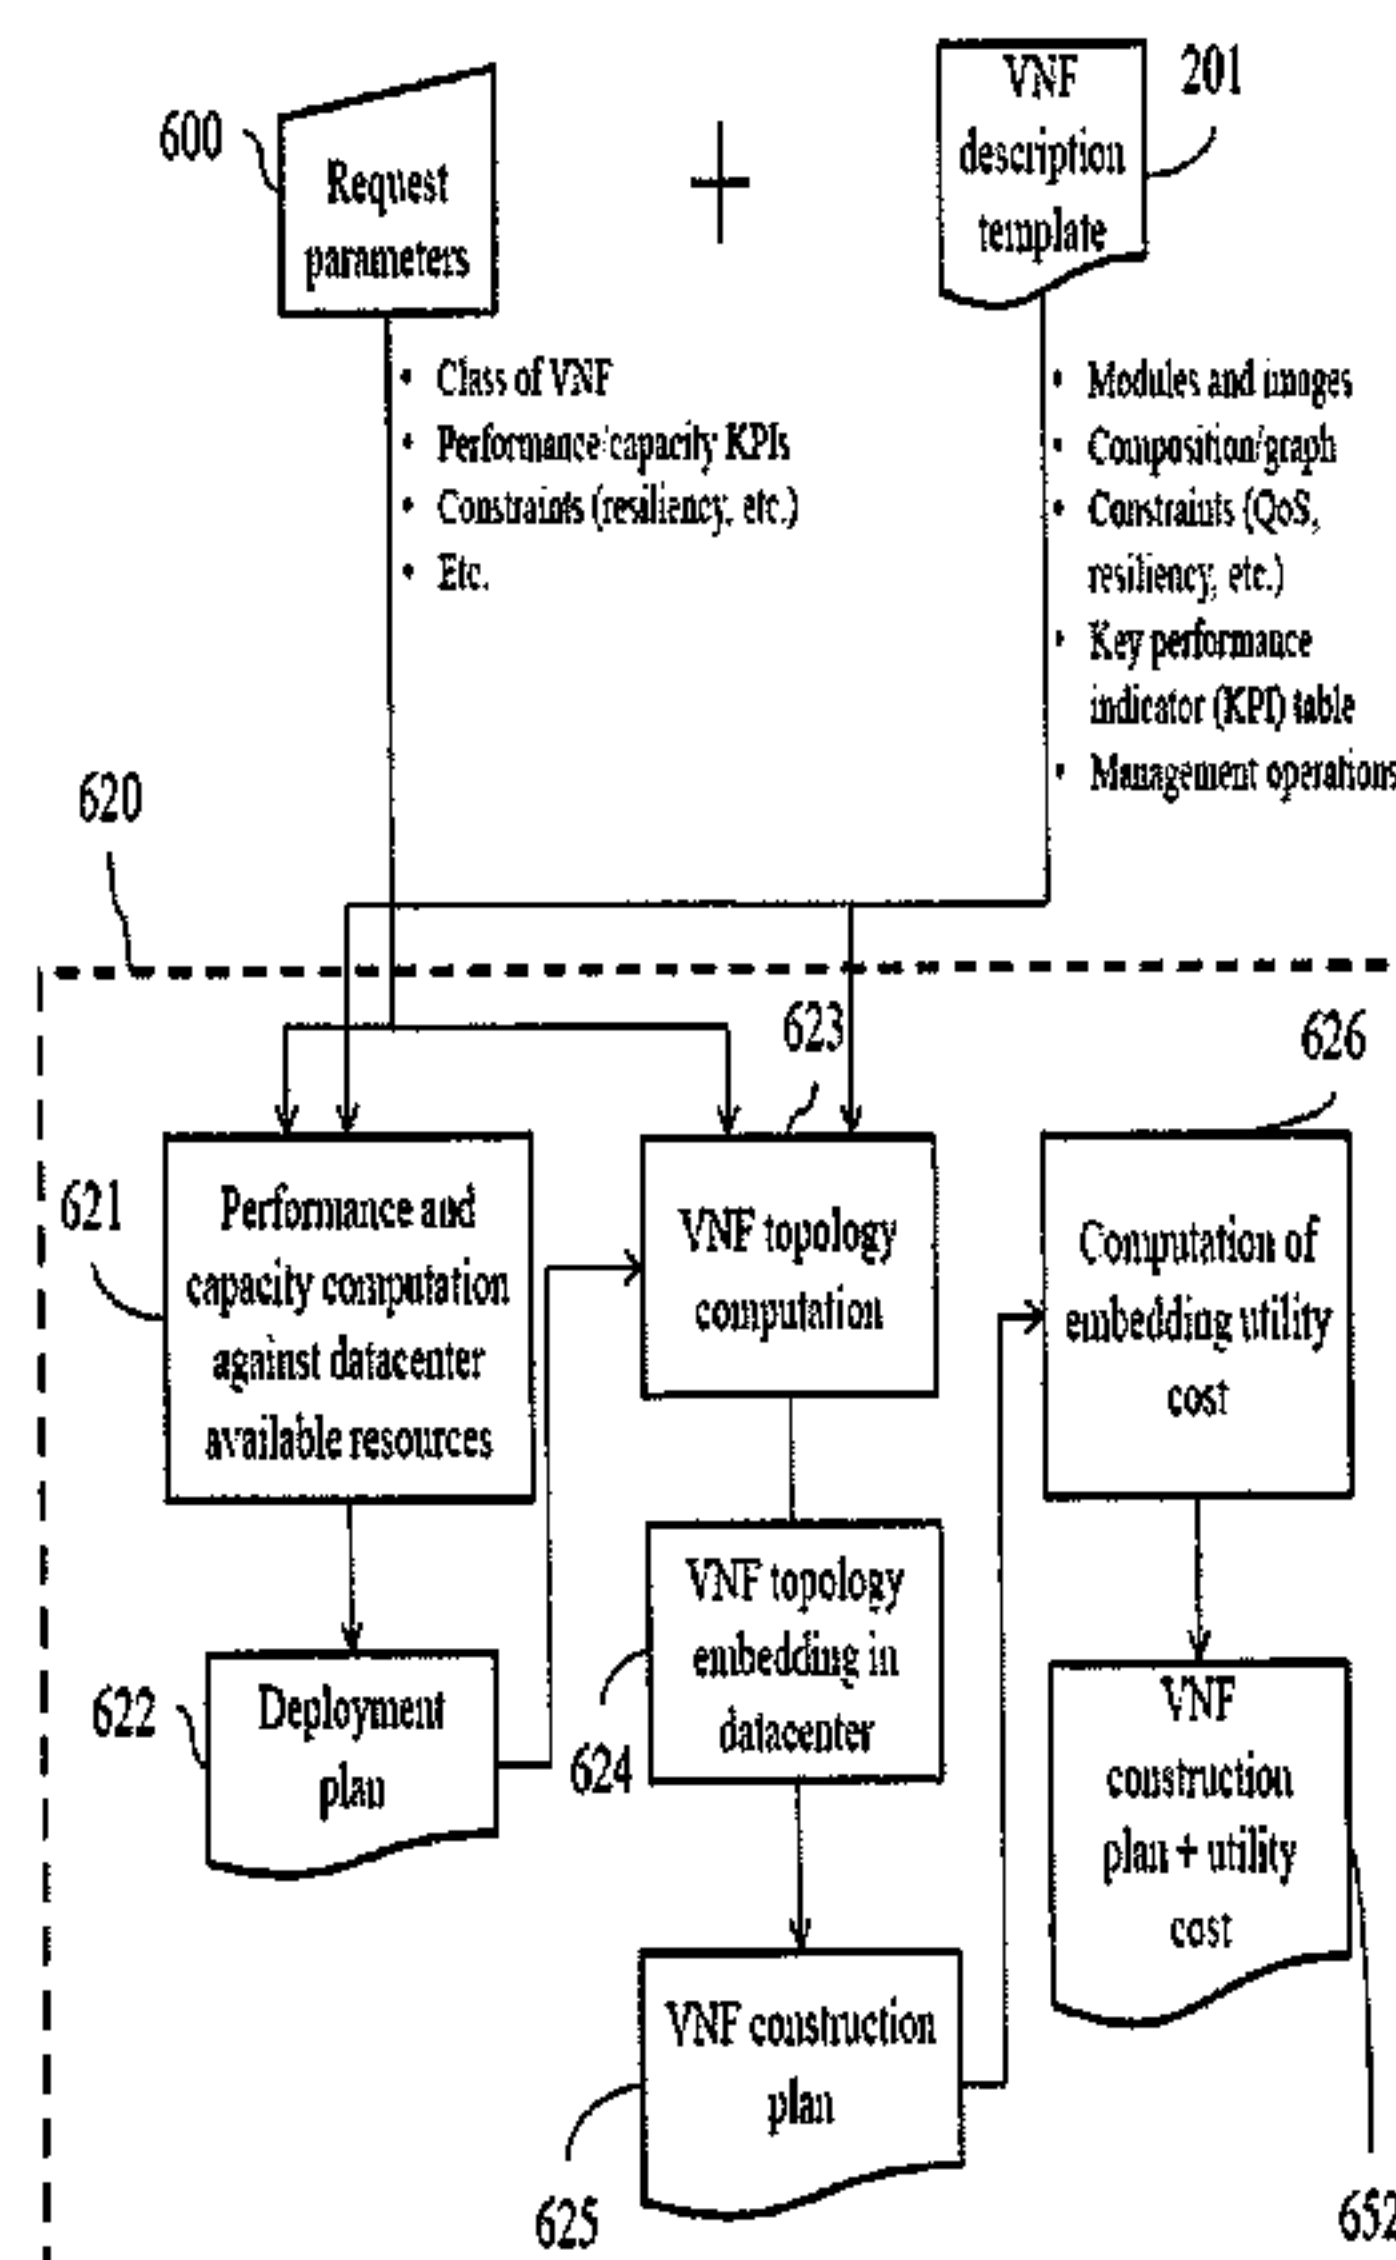 600
Request
parameters
VNF
description
template
201
• Class of VNF
• Performance/capacity KPIs
• Constraints (resiliency, etc.)
• Etc.
• Modules and images
• Composition/graph
• Constraints (QoS,
resiliency, etc.)
• Key performance
indicator (KPI) table
• Management operations
620
623
626
621
Performance and
capacity computation
against datacenter
available resources
VNF topology
computation
Computation of
embedding utility
cost
622
Deployment
plan
624
VNF topology
embedding in
datacenter
VNF
construction
plan + utility
cost
VNF construction
plan
625
652